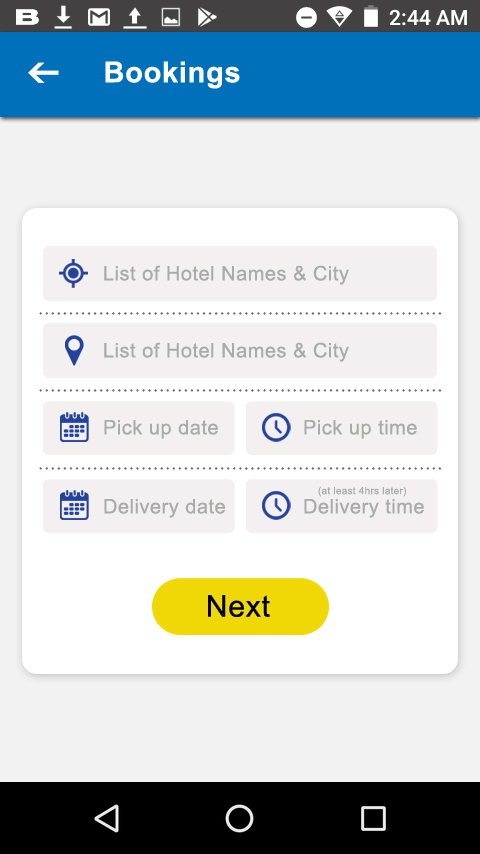 2:44 AM
Bookings
List of Hotel Names & City
List of Hotel Names & City
Pick up date
Pick up time
Delivery date
(at least 4hrs later)
Delivery time
Next